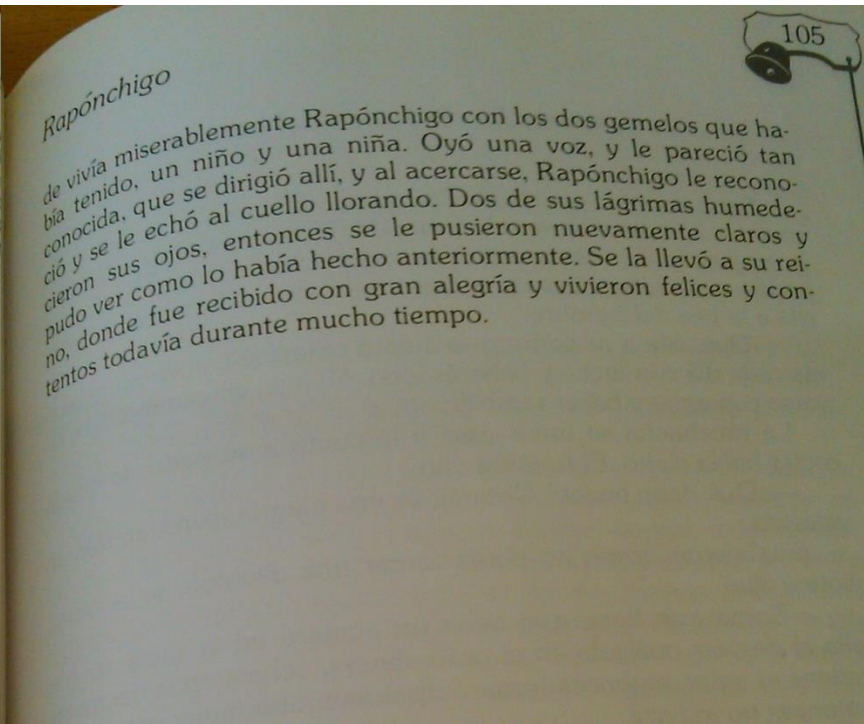 105
Rapónchigo
de vivía miserablemente Rapónchigo con los dos gemelos que ha-
bía tenido, un niño y una niña. Oyó una voz, y le pareció tan
conocida, que se dirigió allí, y al acercarse, Rapónchigo le recono-
ció y se le echó al cuello llorando. Dos de sus lágrimas humede-
cieron sus ojos, entonces se le pusieron nuevamente claros y
pudo ver como lo había hecho anteriormente. Se la llevó a su rei-
no, donde fue recibido con gran alegría y vivieron felices y con-
tentos todavía durante mucho tiempo.